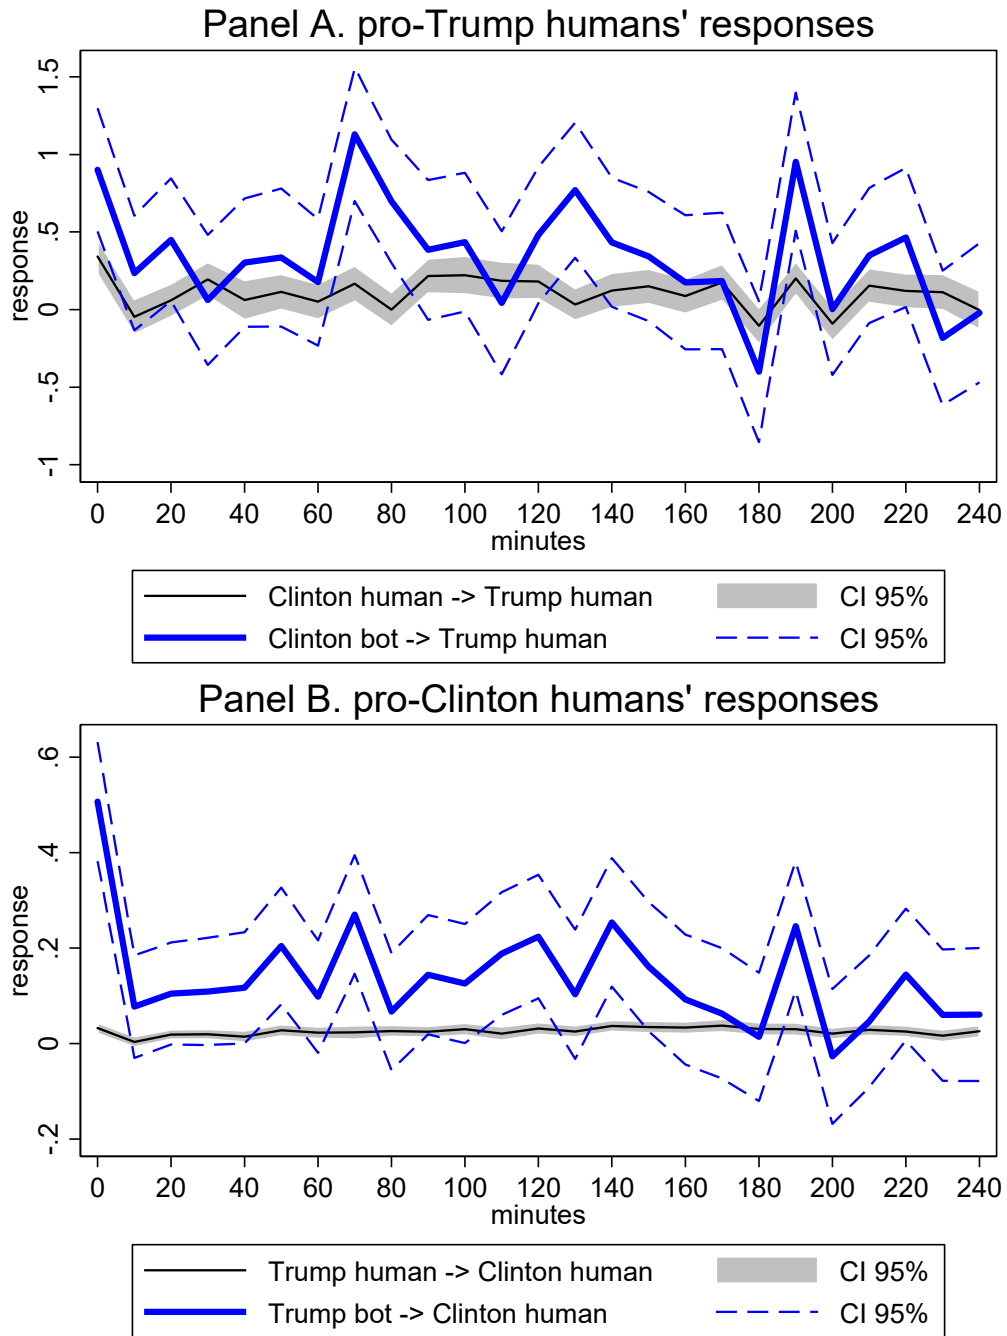 Panel A. pro-Trump humans' responses
1.5
1
.5
0
-.5
-1
response
0 20 40 60 80 100 120 140 160 180 200 220 240
minutes
Clinton human -> Trump human CI 95%
Clinton bot -> Trump human CI 95%
Panel B. pro-Clinton humans' responses
.6
.4
.2
0
-.2
response
0 20 40 60 80 100 120 140 160 180 200 220 240
minutes
Trump human -> Clinton human CI 95%
Trump bot -> Clinton human CI 95%